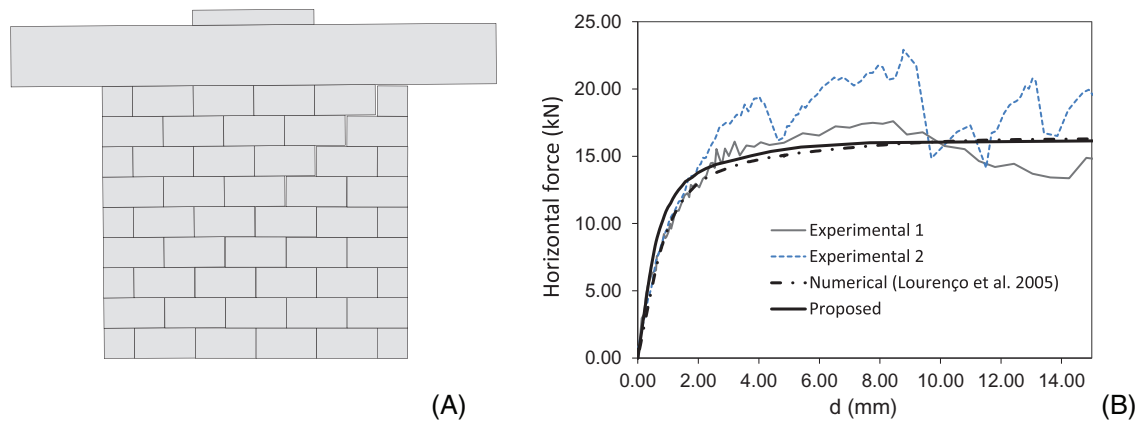 25.00
20.00
15.00
10.00
5.00
0.00
Horizontal force (kN)
Experimental 1
Experimental 2
Numerical (Lourenço et al. 2005)
Proposed
0.00 2.00 4.00 6.00 8.00 10.00 12.00 14.00
d (mm)
(A)
(B)